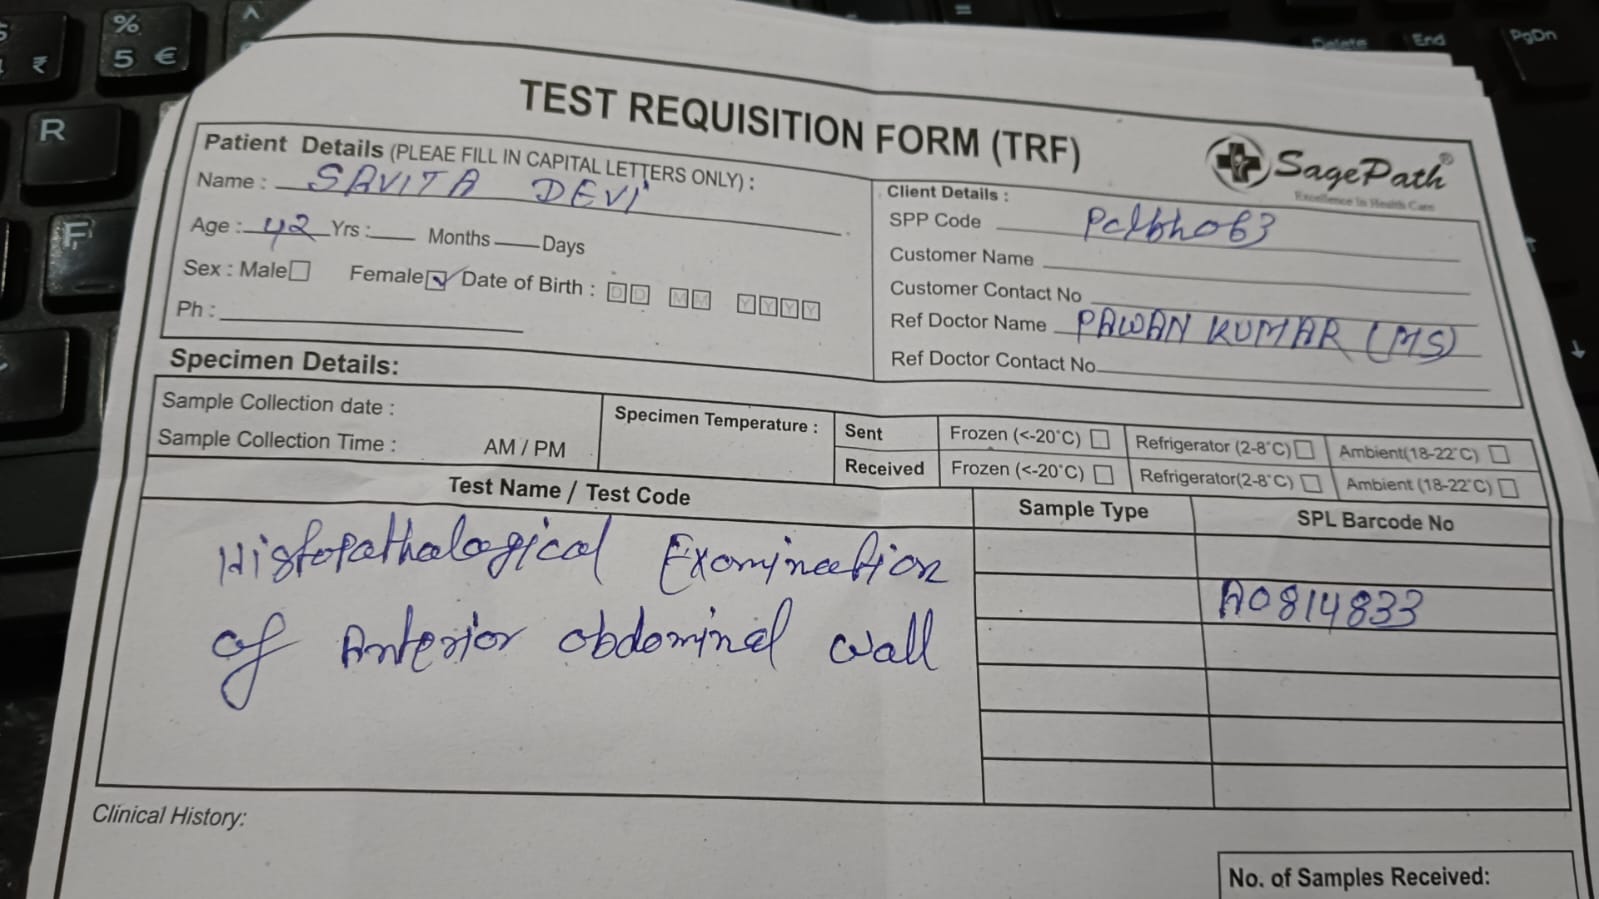 TEST REQUISITION FORM (TRF)
SagePath®
Excellence In Health Care
Patient Details (PLEAE FILL IN CAPITAL LETTERS ONLY) :
Name : SAVITA DEVI
Age : 42 Yrs : Months Days
Sex : Male Female ✓ Date of Birth : D D M M Y Y Y Y
Ph :
Client Details :
SPP Code Pclbh063
Customer Name
Customer Contact No
Ref Doctor Name PAWAN KUMAR (MS)
Ref Doctor Contact No.
Specimen Details:
Sample Collection date :
Sample Collection Time : AM / PM
Specimen Temperature :
Sent Frozen (<-20°C) Refrigerator (2-8°C) Ambient(18-22°C)
Received Frozen (<-20°C) Refrigerator(2-8°C) Ambient (18-22°C)
Test Name / Test Code Sample Type SPL Barcode No
Histopathological Examination
of Anterior abdominal wall
A0814833
Clinical History:
No. of Samples Received:
% 5 €
₹
R
F
Delete End PgDn
=